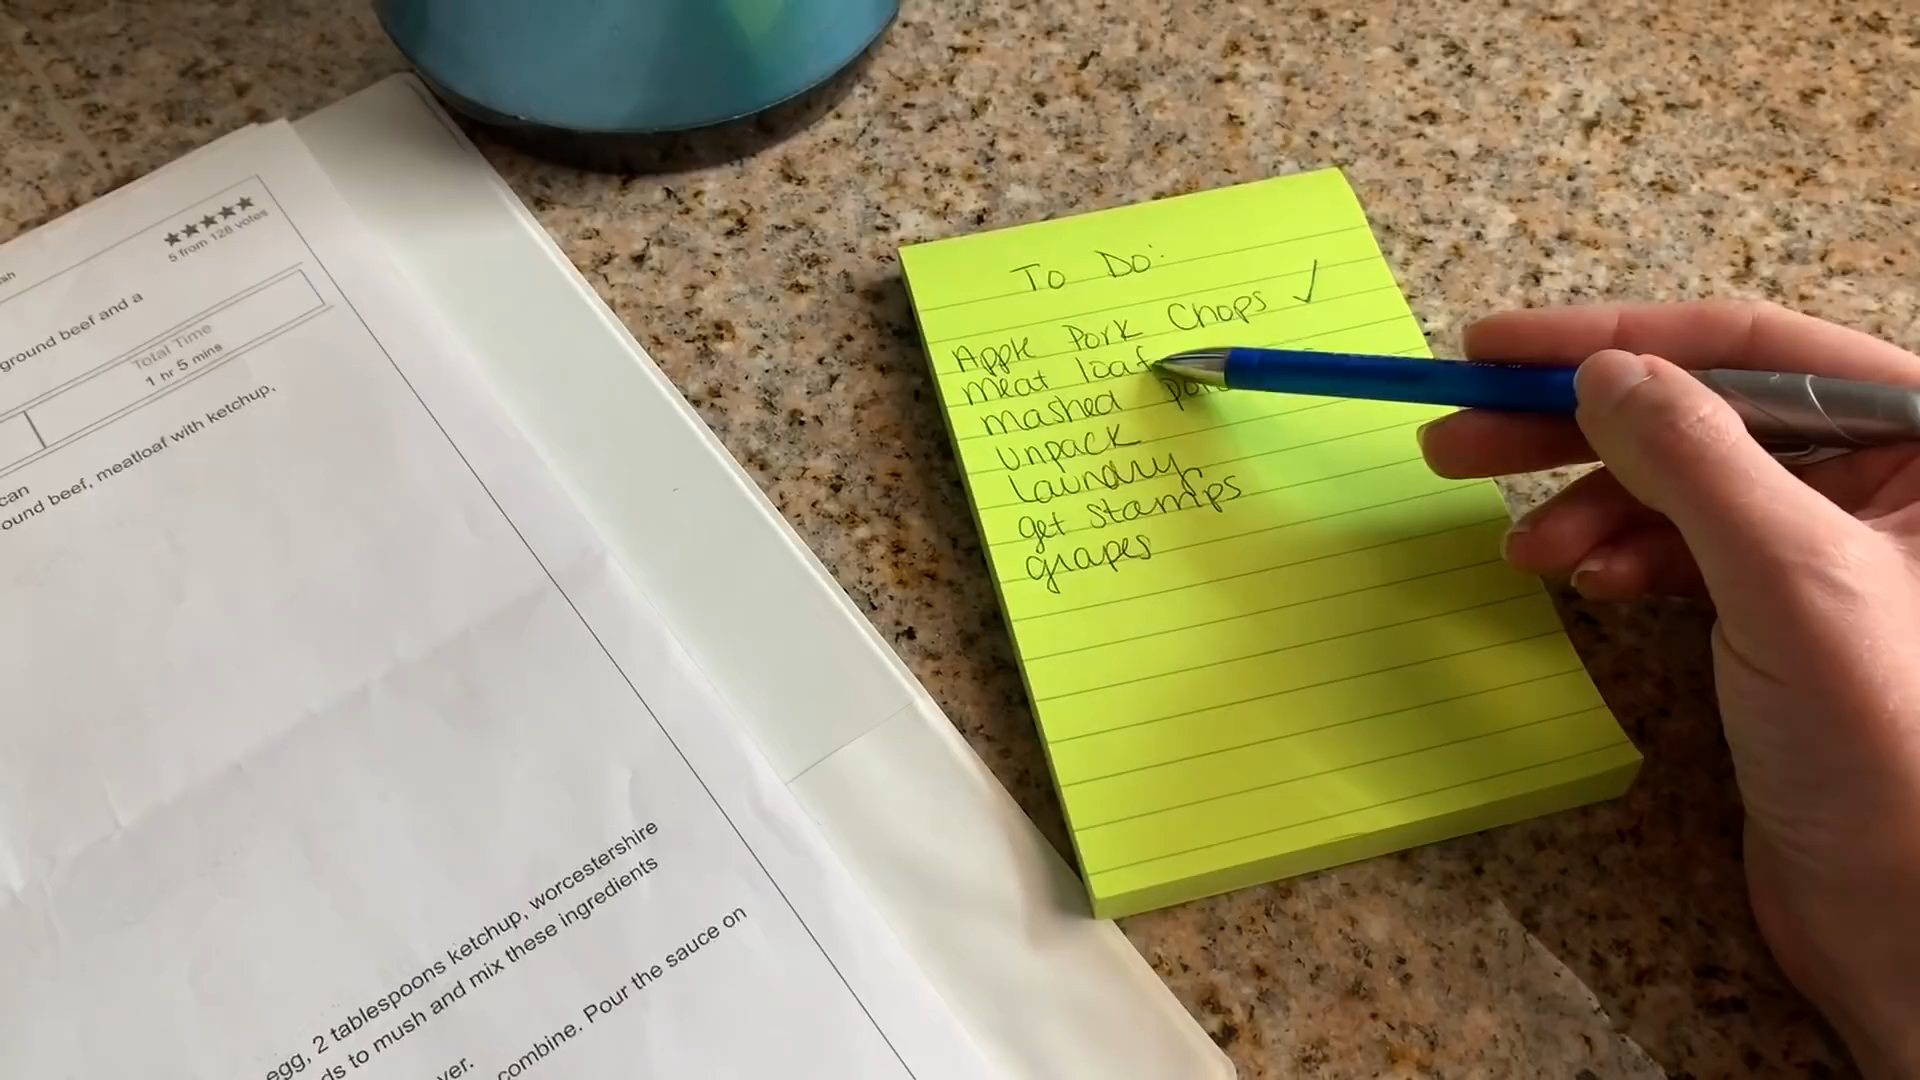 5 from 128 votes
ground beef and a
Total Time
1 hr 5 mins
can
ound beef, meatloaf with ketchup,
egg, 2 tablespoons ketchup, worcestershire
ds to mush and mix these ingredients
ver.
combine. Pour the sauce on
To Do:
Apple Pork Chops ✓
meat loaf
mashed
unpack
laundry
get stamps
grapes